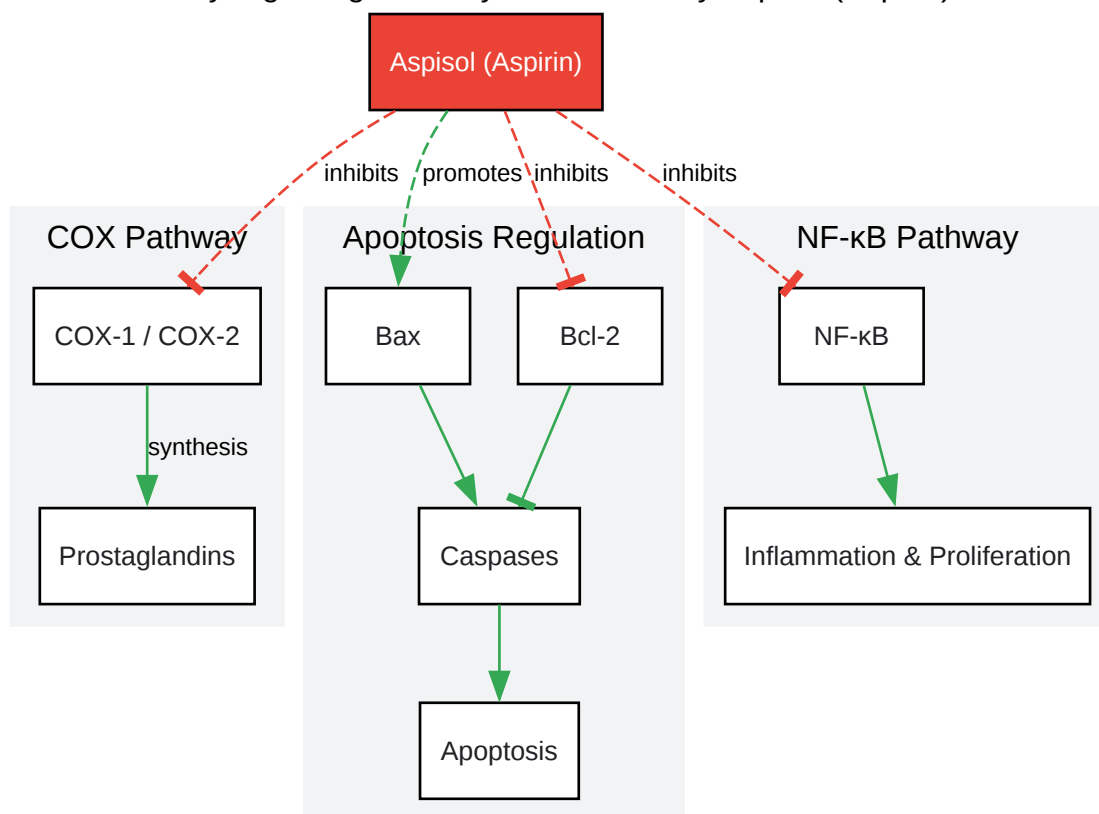 Aspisol (Aspirin)
inhibits
promotes
inhibits
inhibits
COX Pathway
Apoptosis Regulation
NF-κB Pathway
COX-1 / COX-2
Bax
Bcl-2
NF-κB
synthesis
Prostaglandins
Caspases
Inflammation & Proliferation
Apoptosis